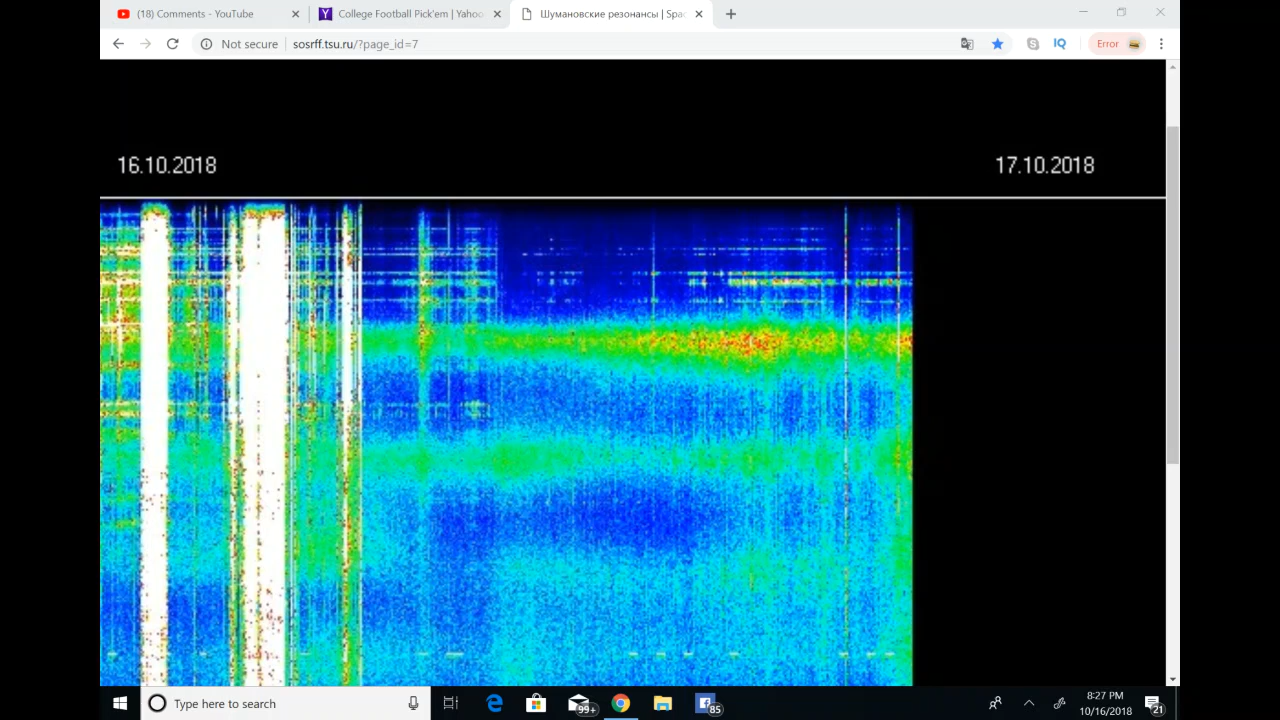 (18) Comments - YouTube
College Football Pick'em | Yahoo
Шумановские резонансы | Spac
Not secure
sosrff.tsu.ru/?page_id=7
IQ
Error
16.10.2018
17.10.2018
Type here to search
99+
85
8:27 PM
10/16/2018
21